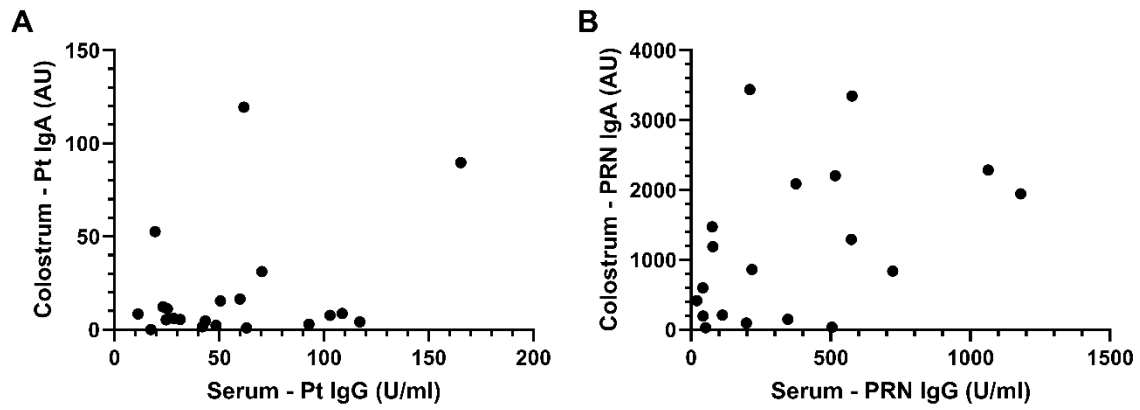 A
Colostrum - Pt IgA (AU)
150
100
50
0
0 50 100 150 200
Serum - Pt IgG (U/ml)
B
Colostrum - PRN IgA (AU)
4000
3000
2000
1000
0
0 500 1000 1500
Serum - PRN IgG (U/ml)